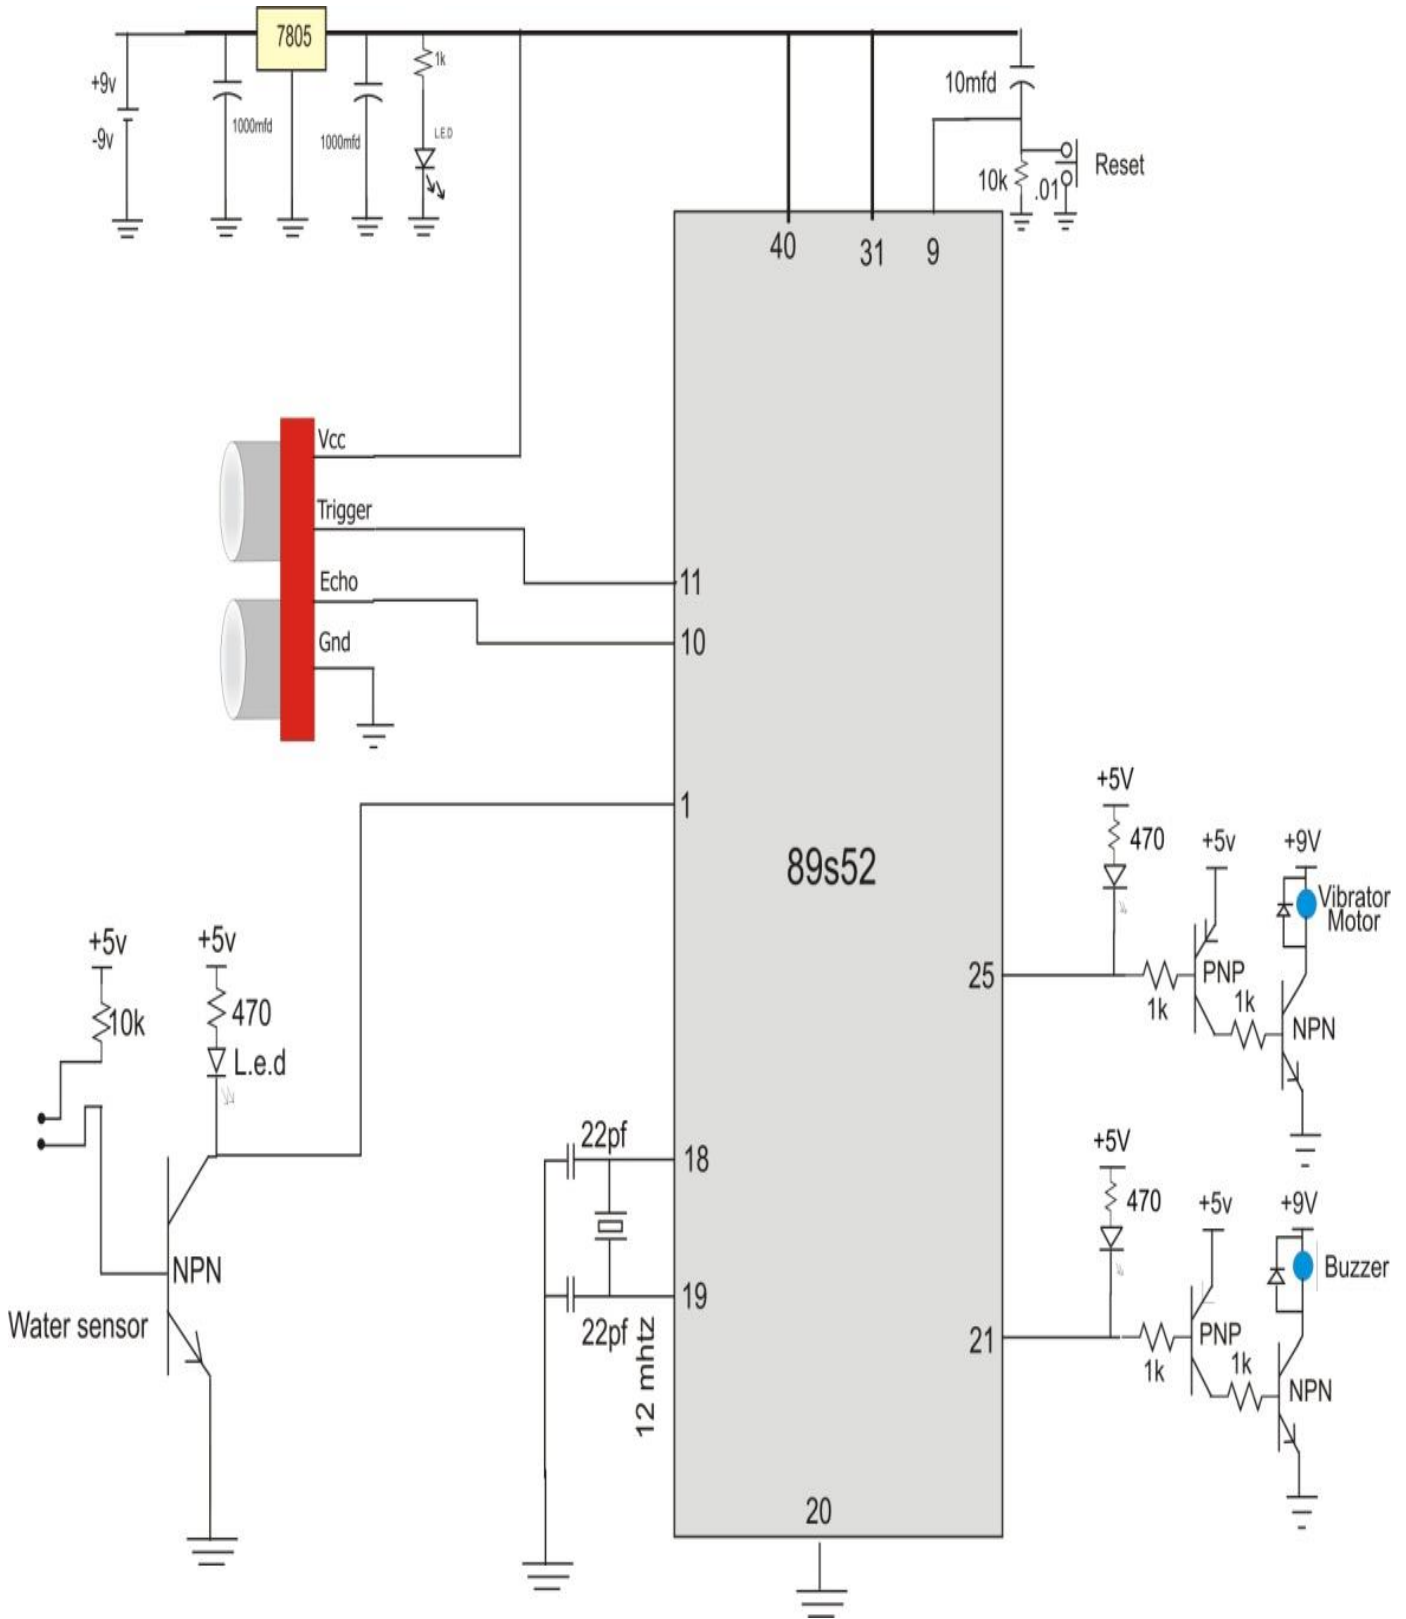 7805
+9v
-9v
1000mfd
1000mfd
1k
L.E.D
10mfd
10k
.01
Reset
40
31
9
Vcc
Trigger
Echo
Gnd
11
10
1
89s52
+5V
470
+5v
+9V
Vibrator
Motor
25
1k
PNP
1k
NPN
+5v
+5v
10k
470
L.e.d
NPN
Water sensor
22pf
18
19
22pf
12 mhtz
+5V
470
+5v
+9V
Buzzer
21
1k
PNP
1k
NPN
20